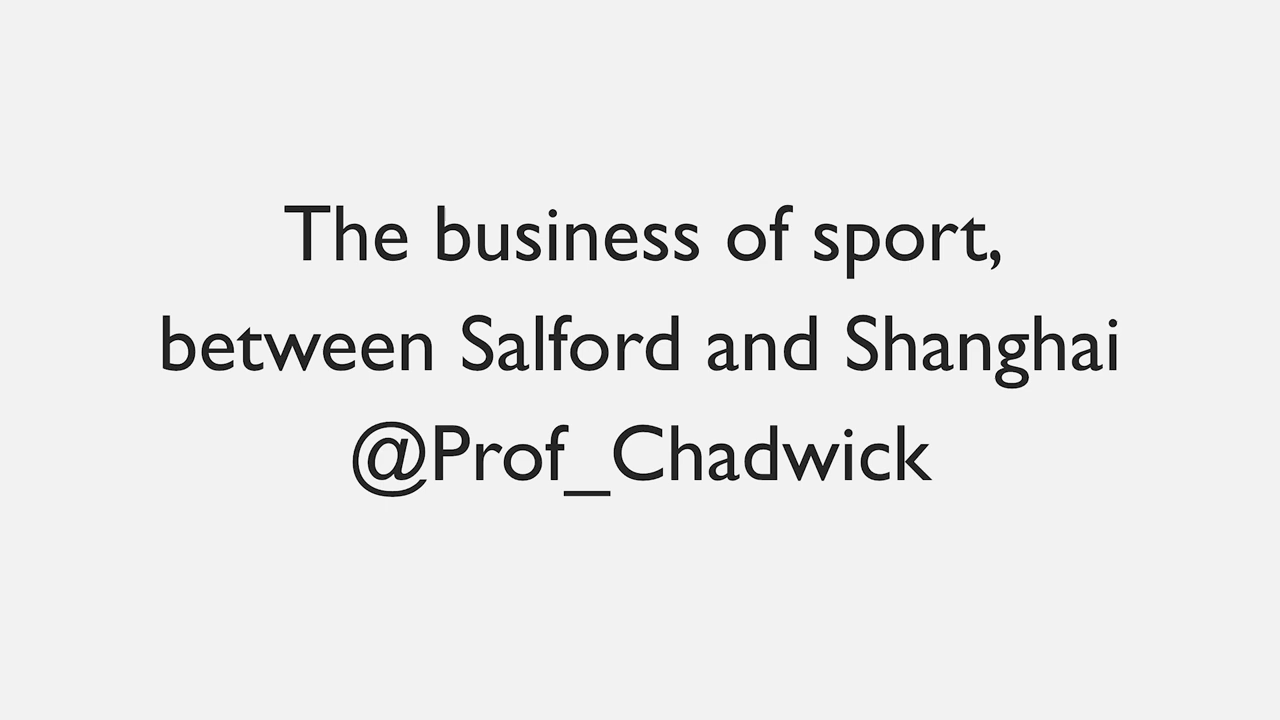 The business of sport,
between Salford and Shanghai
@Prof_Chadwick